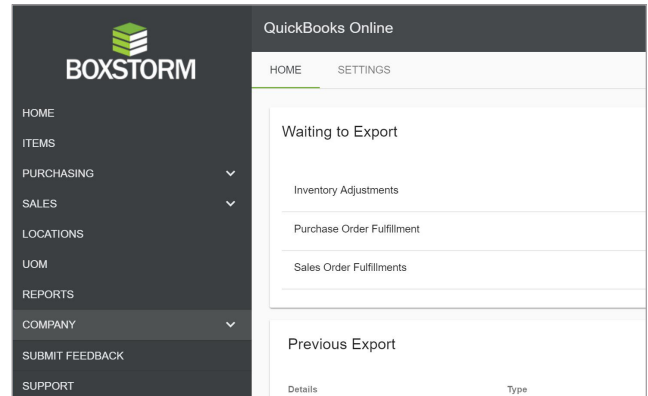 BOXSTORM
HOME
ITEMS
PURCHASING
SALES
LOCATIONS
UOM
REPORTS
COMPANY
SUBMIT FEEDBACK
SUPPORT
QuickBooks Online
HOME SETTINGS
Waiting to Export
Inventory Adjustments
Purchase Order Fulfillment
Sales Order Fulfillments
Previous Export
Details Type